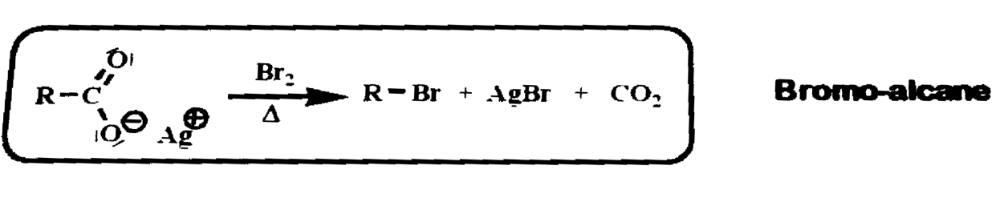 O
Br₂
R–C R–Br + AgBr + CO₂ Bromo-alcane
Δ
O⊖ Ag⊕